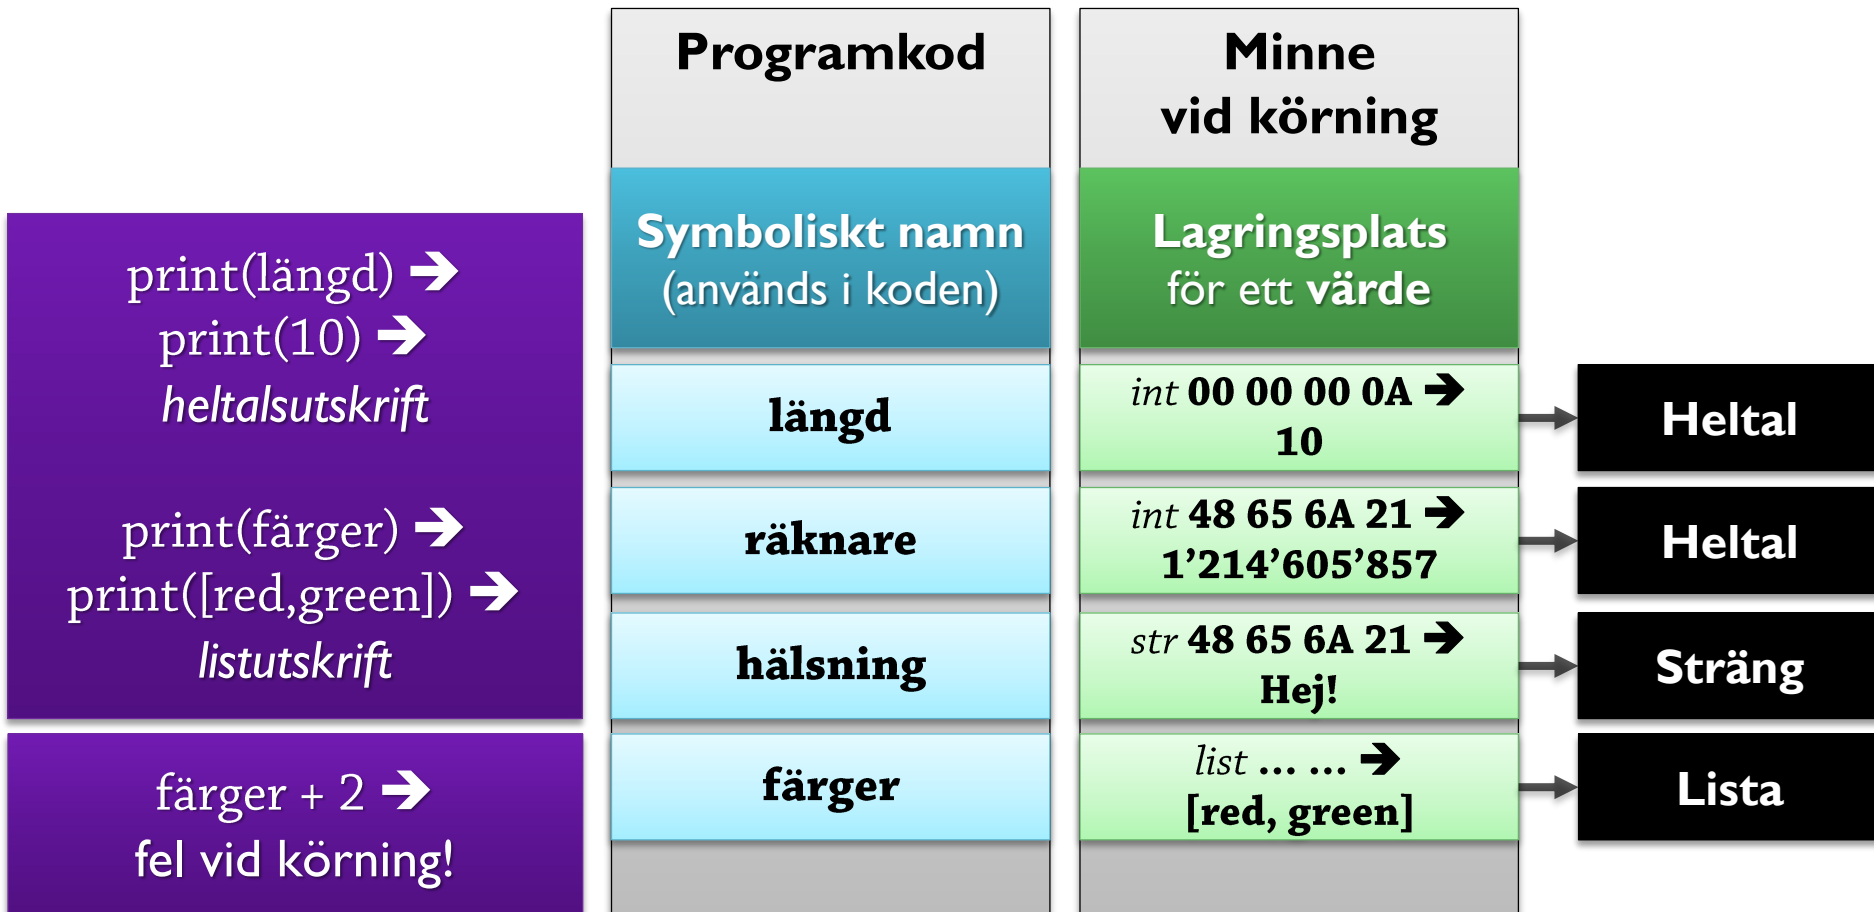 print(längd) ➔
print(10) ➔
heltalsutskrift
print(färger) ➔
print([red,green]) ➔
listutskrift
färger + 2 ➔
fel vid körning!
Programkod
Symboliskt namn
(används i koden)
längd
räknare
hälsning
färger
Minne
vid körning
Lagringsplats
för ett värde
int 00 00 00 0A ➔
10
int 48 65 6A 21 ➔
1’214’605’857
str 48 65 6A 21 ➔
Hej!
list ... ... ➔
[red, green]
Heltal
Heltal
Sträng
Lista